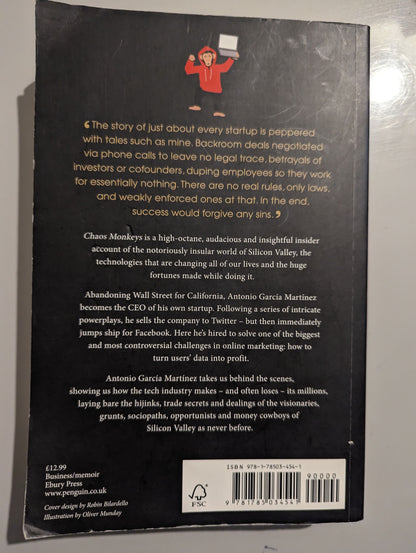 ‘The story of just about every startup is peppered
with tales such as mine. Backroom deals negotiated
via phone calls to leave no legal trace, betrayals of
investors or cofounders, duping employees so they work
for essentially nothing. There are no real rules, only laws,
and weakly enforced ones at that. In the end,
success would forgive any sins.’
Chaos Monkeys is a high-octane, audacious and insightful insider
account of the notoriously insular world of Silicon Valley, the
technologies that are changing all of our lives and the huge
fortunes made while doing it.
Abandoning Wall Street for California, Antonio García Martínez
becomes the CEO of his own startup. Following a series of intricate
powerplays, he sells the company to Twitter – but then immediately
jumps ship for Facebook. Here he's hired to solve one of the biggest
and most controversial challenges in online marketing: how to
turn users' data into profit.
Antonio García Martínez takes us behind the scenes,
showing us how the tech industry makes – and often loses – its millions,
laying bare the hijinks, trade secrets and dealings of the visionaries,
grunts, sociopaths, opportunists and money cowboys of
Silicon Valley as never before.
£12.99
Business/memoir
Ebury Press
www.penguin.co.uk
Cover design by Robin Bilardello
Illustration by Oliver Munday
FSC
ISBN 978-1-78503-454-1
90000
9 781785 034541